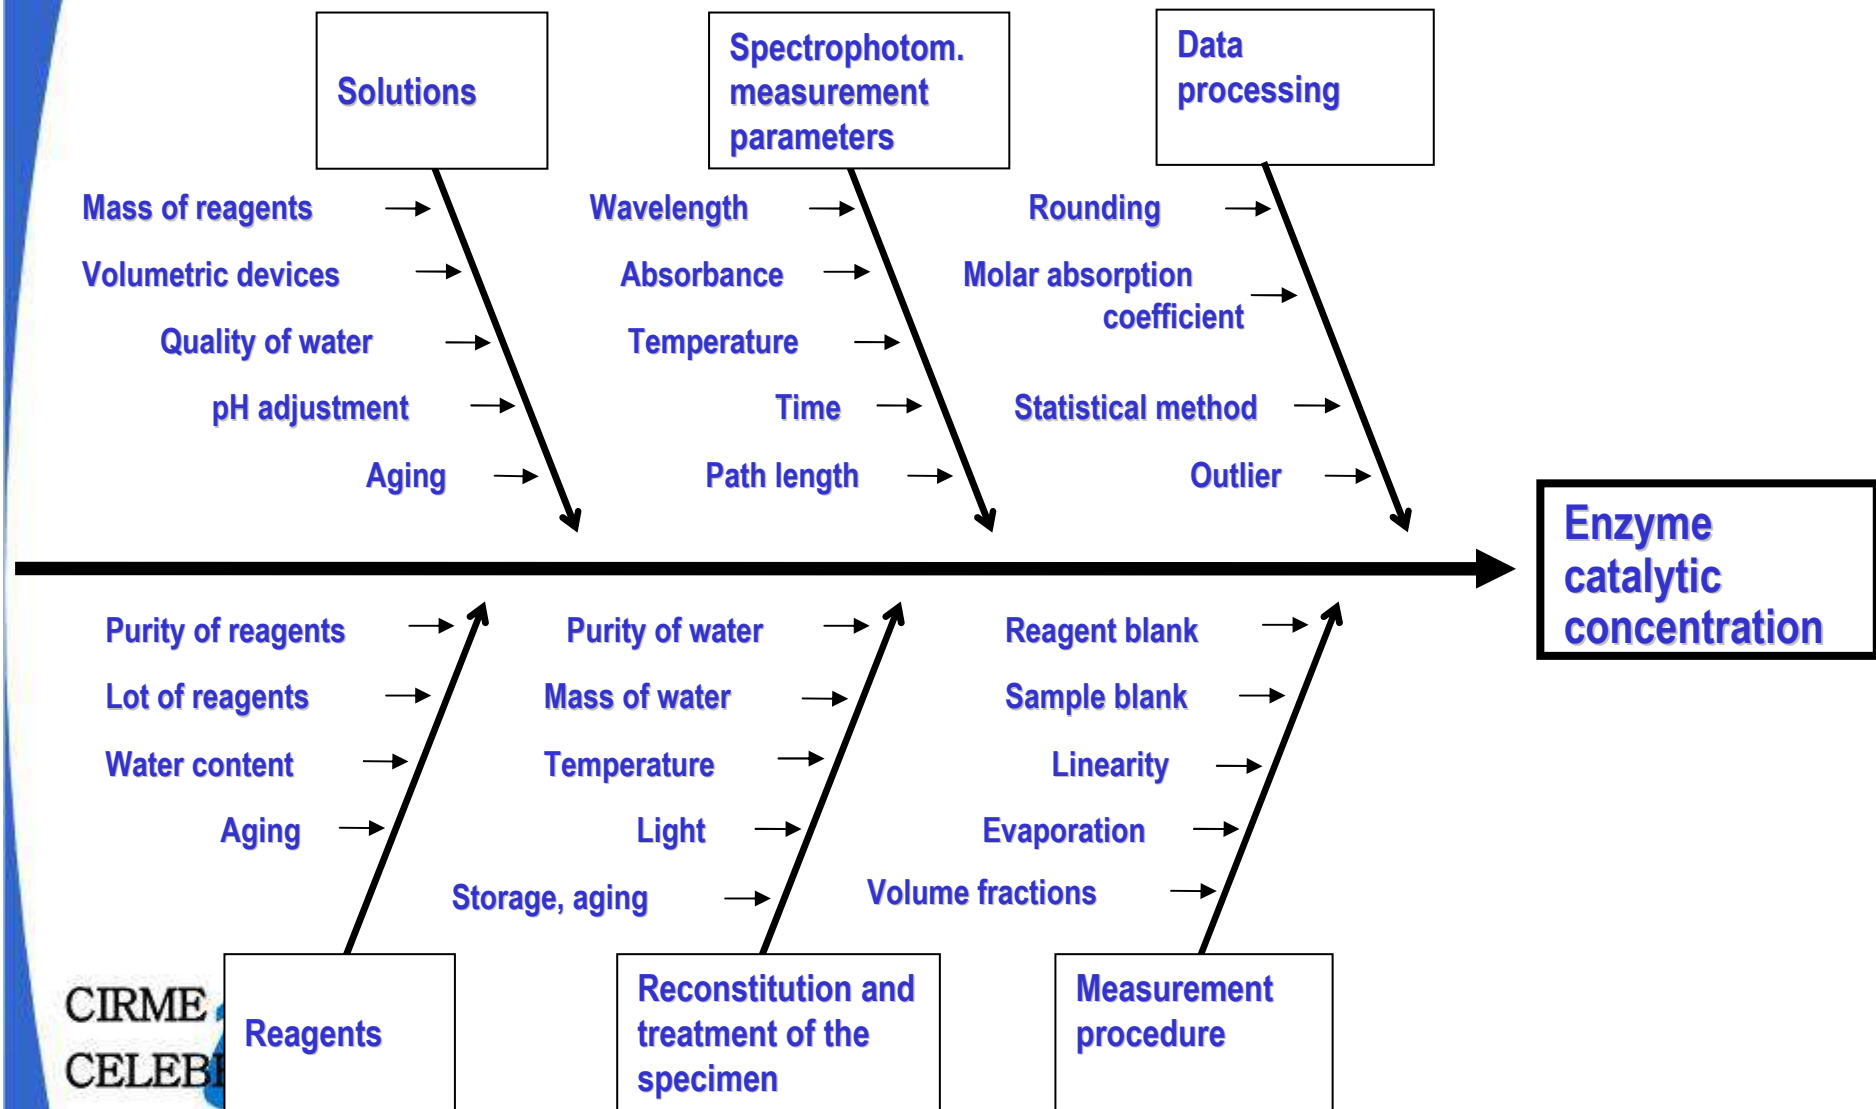 Solutions
Spectrophotom.
measurement
parameters
Data
processing
Mass of reagents
Volumetric devices
Quality of water
pH adjustment
Aging
Wavelength
Absorbance
Temperature
Time
Path length
Rounding
Molar absorption
coefficient
Statistical method
Outlier
Enzyme
catalytic
concentration
Purity of reagents
Lot of reagents
Water content
Aging
Purity of water
Mass of water
Temperature
Light
Storage, aging
Reagent blank
Sample blank
Linearity
Evaporation
Volume fractions
Reagents
Reconstitution and
treatment of the
specimen
Measurement
procedure
CIRME